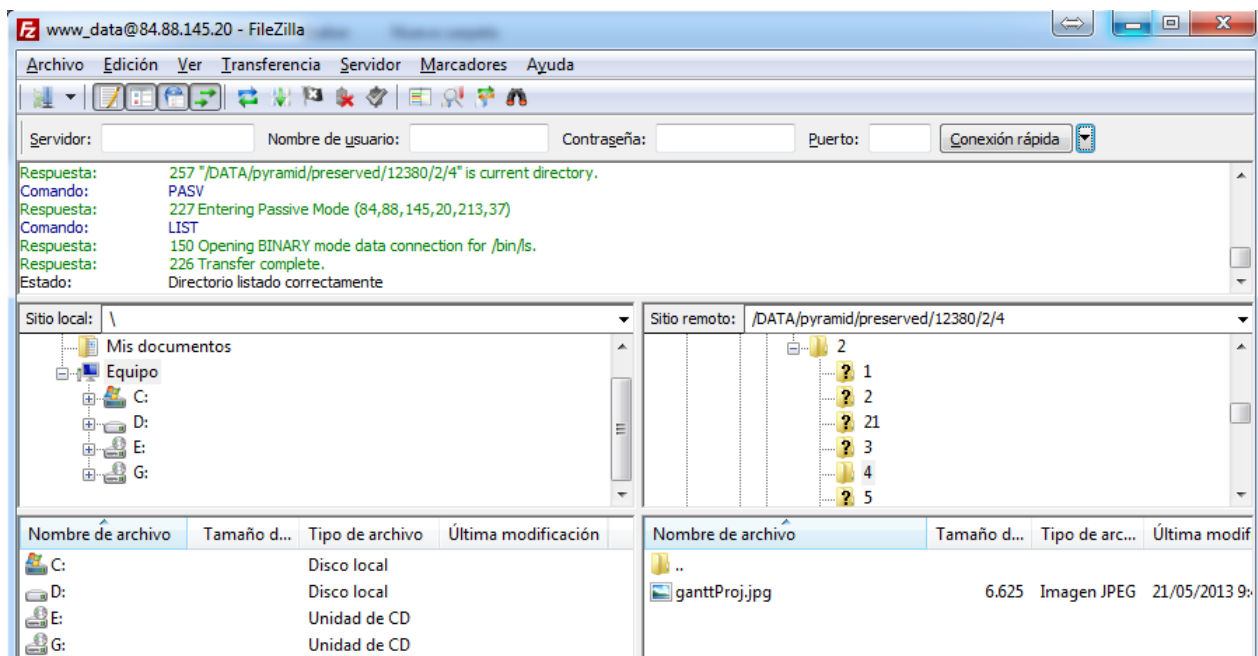 www_data@84.88.145.20 - FileZilla
Archivo Edición Ver Transferencia Servidor Marcadores Ayuda
Servidor: Nombre de usuario: Contraseña: Puerto: Conexión rápida
Respuesta: 257 "/DATA/pyramid/preserved/12380/2/4" is current directory.
Comando: PASV
Respuesta: 227 Entering Passive Mode (84,88,145,20,213,37)
Comando: LIST
Respuesta: 150 Opening BINARY mode data connection for /bin/ls.
Respuesta: 226 Transfer complete.
Estado: Directorio listado correctamente
Sitio local: \
Mis documentos
Equipo
C:
D:
E:
G:
Sitio remoto: /DATA/pyramid/preserved/12380/2/4
2
1
2
21
3
4
5
Nombre de archivo Tamaño d... Tipo de archivo Última modificación
C: Disco local
D: Disco local
E: Unidad de CD
G: Unidad de CD
Nombre de archivo Tamaño d... Tipo de arc... Última modif
..
ganttProj.jpg 6.625 Imagen JPEG 21/05/2013 9: